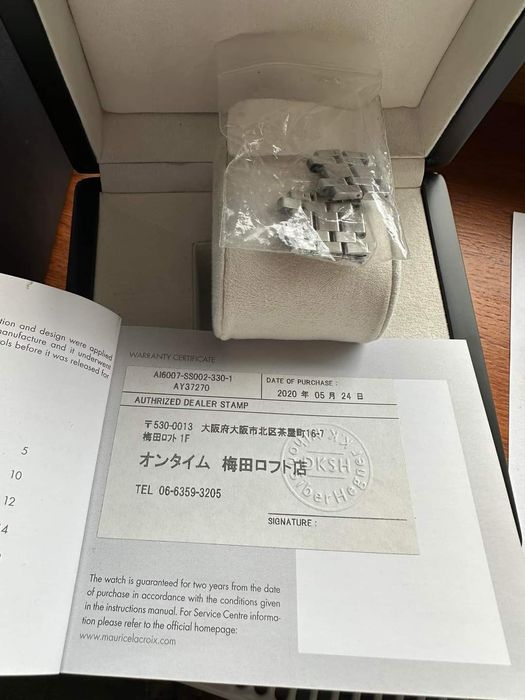 tion and design were applied
anufacture and it underwent
ols before it was released for
5
10
12
4
WARRANTY CERTIFICATE
AI6007-SS002-330-1
AY37270
DATE OF PURCHASE :
2020 年 05 月 24 日
AUTHRIZED DEALER STAMP
〒530-0013 大阪府大阪市北区茶屋町16-7
梅田ロフト 1F
オンタイム 梅田ロフト店
DKSH
TEL 06-6359-3205
SIGNATURE :
The watch is guaranteed for two years from the date
of purchase in accordance with the conditions given
in the instructions manual. For Service Centre informa-
tion please refer to the official homepage:
www.mauricelacroix.com